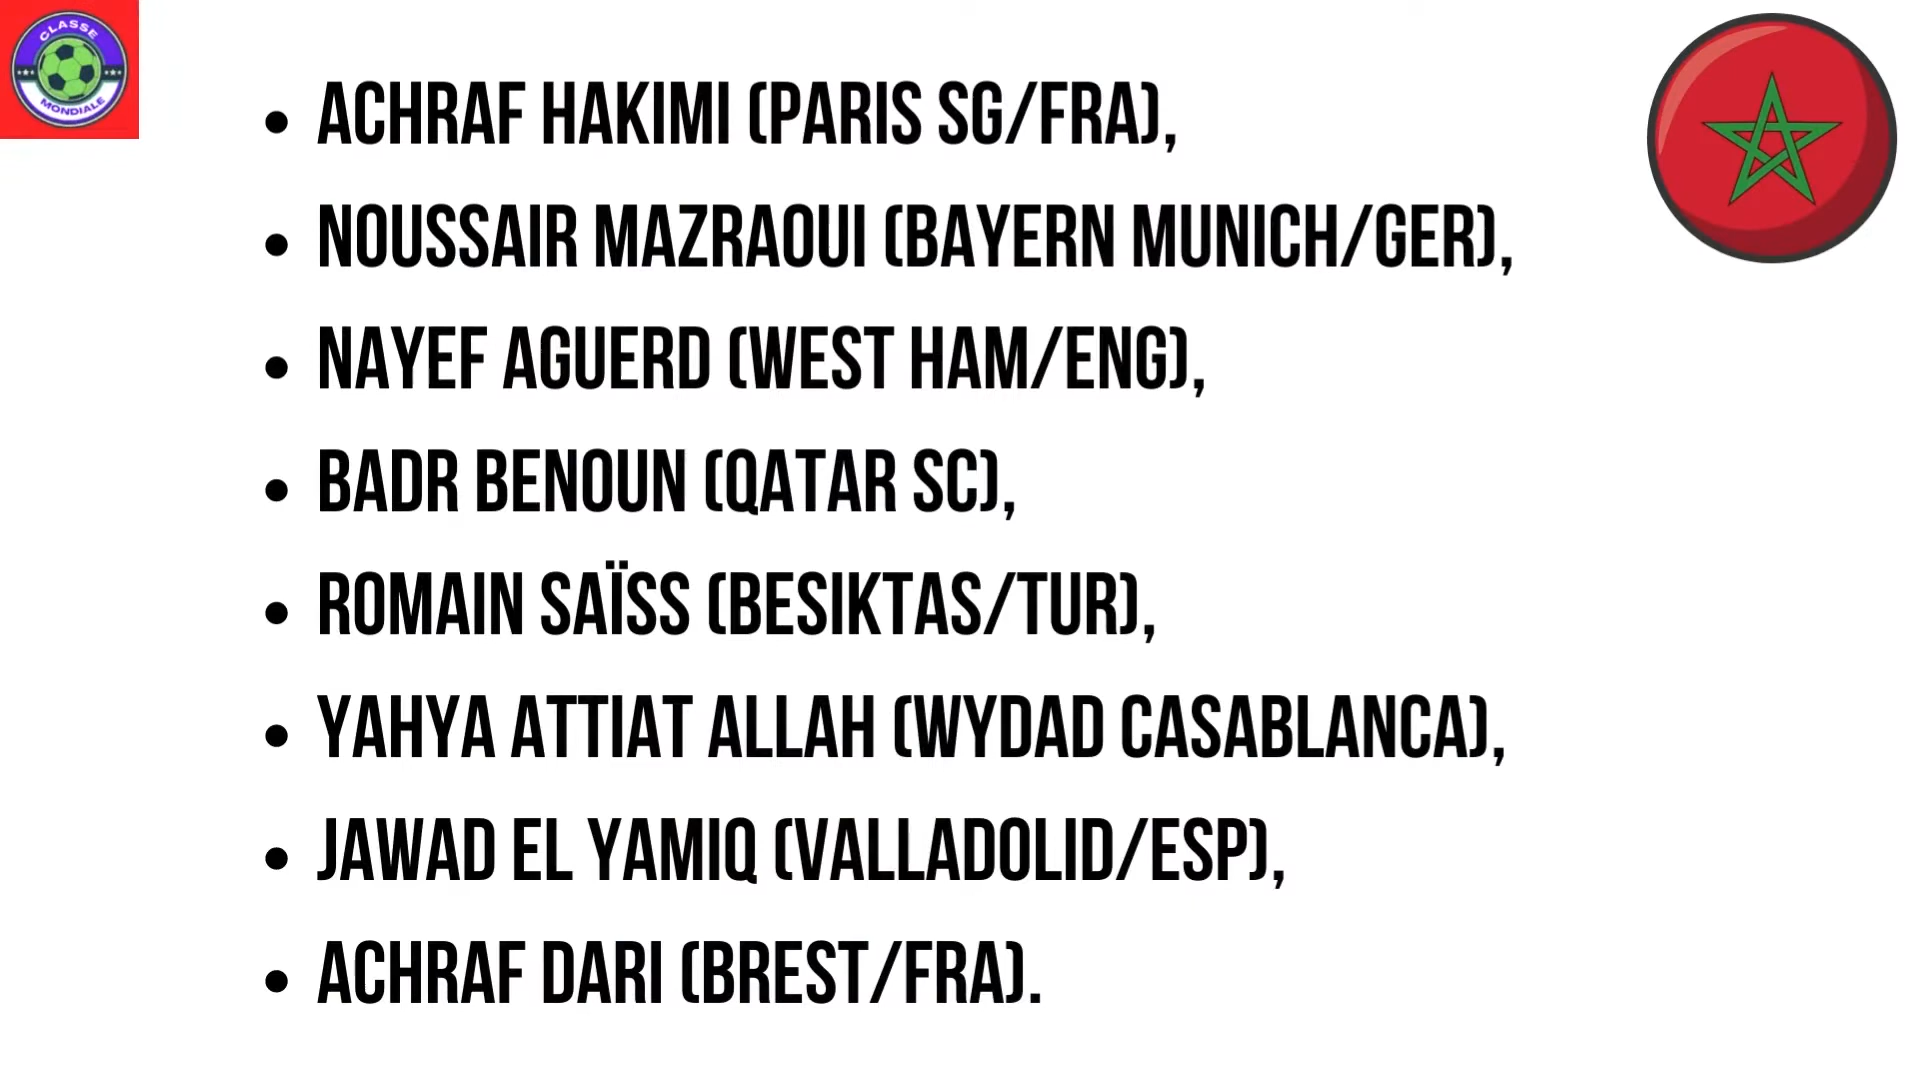 CLASSE
MONDIALE
• ACHRAF HAKIMI (PARIS SG/FRA),
• NOUSSAIR MAZRAOUI (BAYERN MUNICH/GER),
• NAYEF AGUERD (WEST HAM/ENG),
• BADR BENOUN (QATAR SC),
• ROMAIN SAÏSS (BESIKTAS/TUR),
• YAHYA ATTIAT ALLAH (WYDAD CASABLANCA),
• JAWAD EL YAMIQ (VALLADOLID/ESP),
• ACHRAF DARI (BREST/FRA).